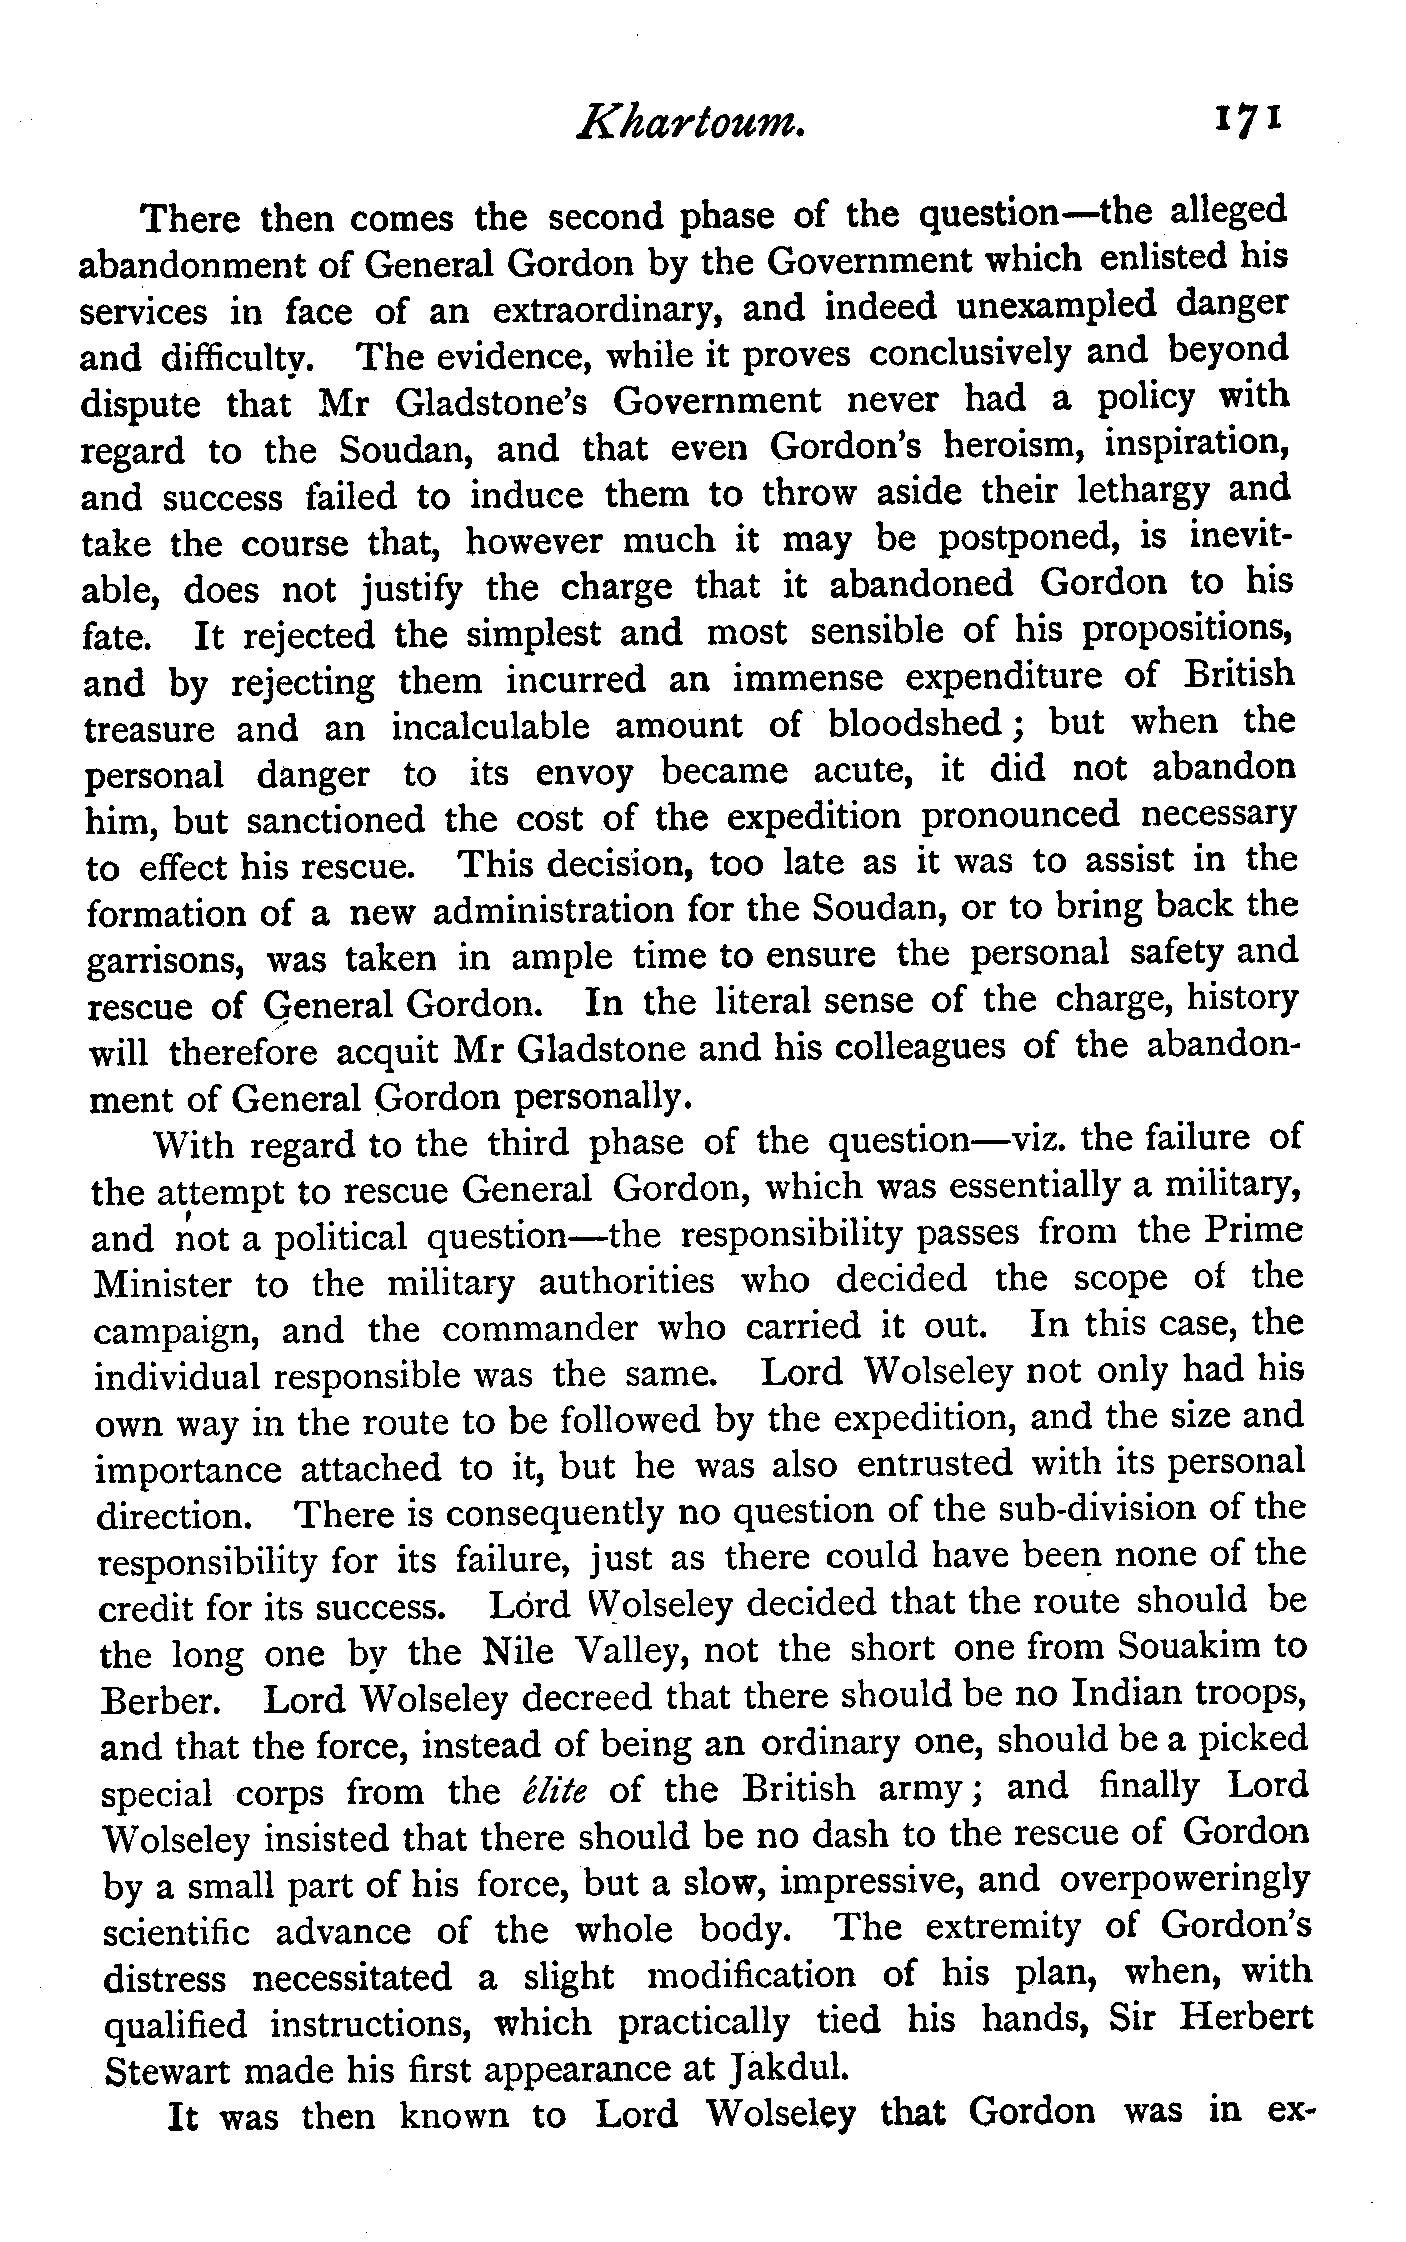 Khartoum. 171
There then comes the second phase of the question—the alleged
abandonment of General Gordon by the Government which enlisted his
services in face of an extraordinary, and indeed unexampled danger
and difficulty. The evidence, while it proves conclusively and beyond
dispute that Mr Gladstone's Government never had a policy with
regard to the Soudan, and that even Gordon's heroism, inspiration,
and success failed to induce them to throw aside their lethargy and
take the course that, however much it may be postponed, is inevit-
able, does not justify the charge that it abandoned Gordon to his
fate. It rejected the simplest and most sensible of his propositions,
and by rejecting them incurred an immense expenditure of British
treasure and an incalculable amount of bloodshed; but when the
personal danger to its envoy became acute, it did not abandon
him, but sanctioned the cost of the expedition pronounced necessary
to effect his rescue. This decision, too late as it was to assist in the
formation of a new administration for the Soudan, or to bring back the
garrisons, was taken in ample time to ensure the personal safety and
rescue of General Gordon. In the literal sense of the charge, history
will therefore acquit Mr Gladstone and his colleagues of the abandon-
ment of General Gordon personally.
With regard to the third phase of the question—viz. the failure of
the attempt to rescue General Gordon, which was essentially a military,
and not a political question—the responsibility passes from the Prime
Minister to the military authorities who decided the scope of the
campaign, and the commander who carried it out. In this case, the
individual responsible was the same. Lord Wolseley not only had his
own way in the route to be followed by the expedition, and the size and
importance attached to it, but he was also entrusted with its personal
direction. There is consequently no question of the sub-division of the
responsibility for its failure, just as there could have been none of the
credit for its success. Lord Wolseley decided that the route should be
the long one by the Nile Valley, not the short one from Souakim to
Berber. Lord Wolseley decreed that there should be no Indian troops,
and that the force, instead of being an ordinary one, should be a picked
special corps from the élite of the British army; and finally Lord
Wolseley insisted that there should be no dash to the rescue of Gordon
by a small part of his force, but a slow, impressive, and overpoweringly
scientific advance of the whole body. The extremity of Gordon's
distress necessitated a slight modification of his plan, when, with
qualified instructions, which practically tied his hands, Sir Herbert
Stewart made his first appearance at Jakdul.
It was then known to Lord Wolseley that Gordon was in ex-